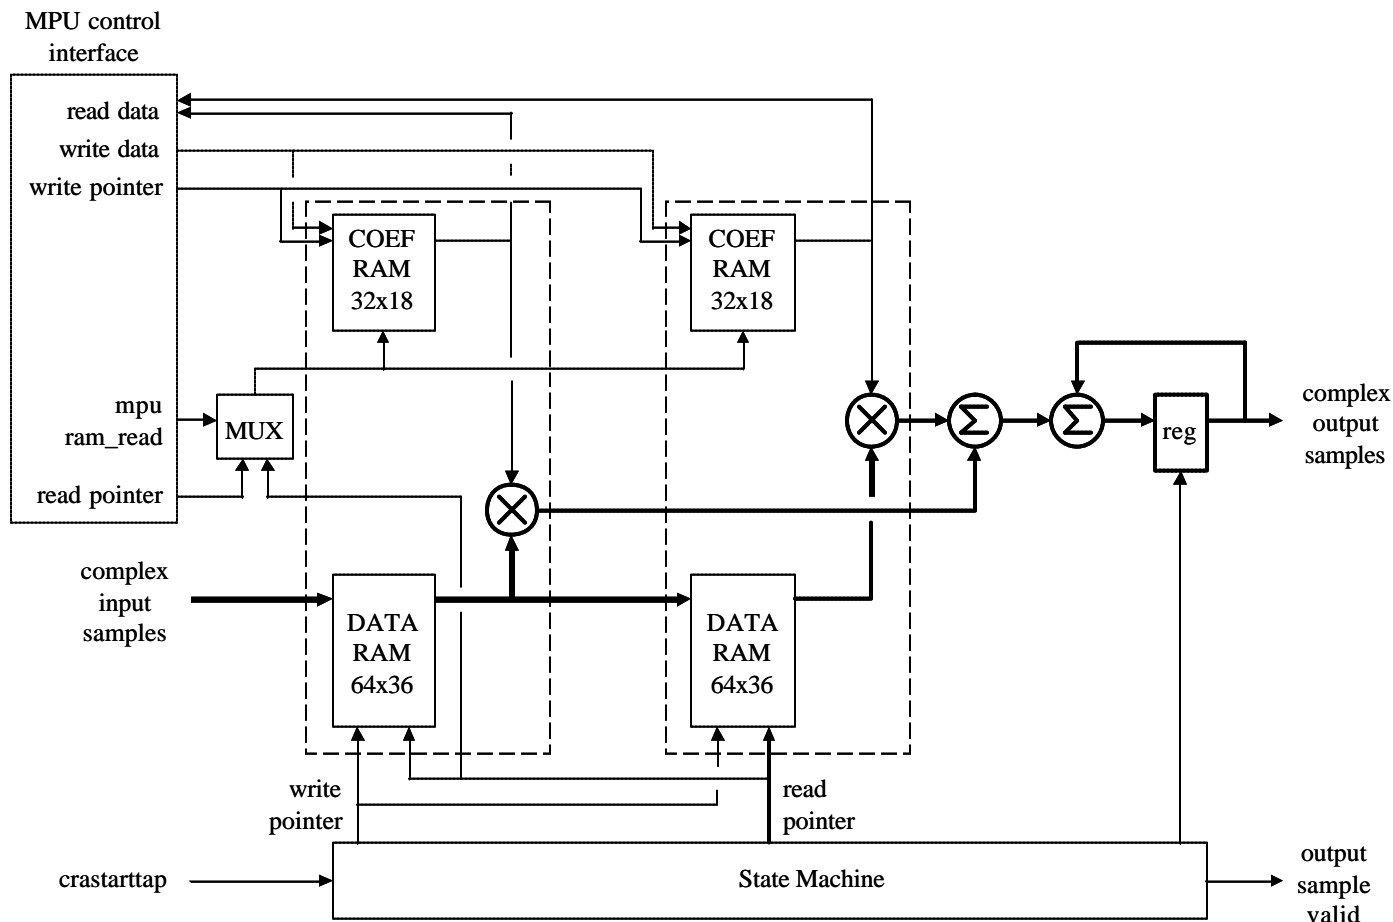 MPU control
interface
read data
write data
write pointer
COEF
RAM
32x18
COEF
RAM
32x18
mpu
ram_read
MUX
read pointer
Σ
Σ
reg
complex
output
samples
complex
input
samples
DATA
RAM
64x36
DATA
RAM
64x36
write
pointer
read
pointer
crastarttap
State Machine
output
sample
valid